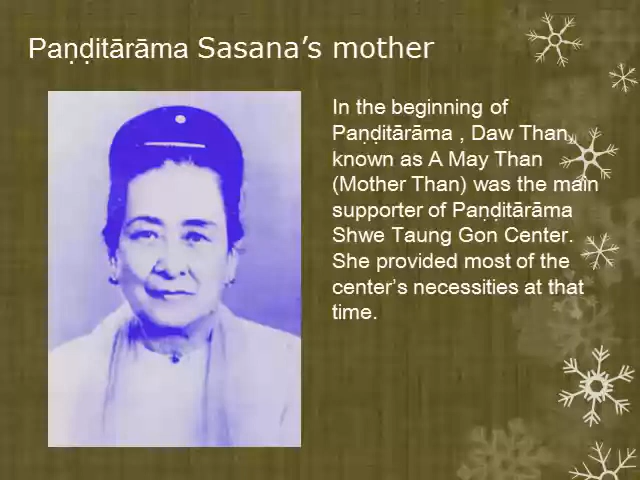 Paṇḍitārāma Sasana’s mother
In the beginning of
Paṇḍitārāma , Daw Than,
known as A May Than
(Mother Than) was the main
supporter of Paṇḍitārāma
Shwe Taung Gon Center.
She provided most of the
center’s necessities at that
time.